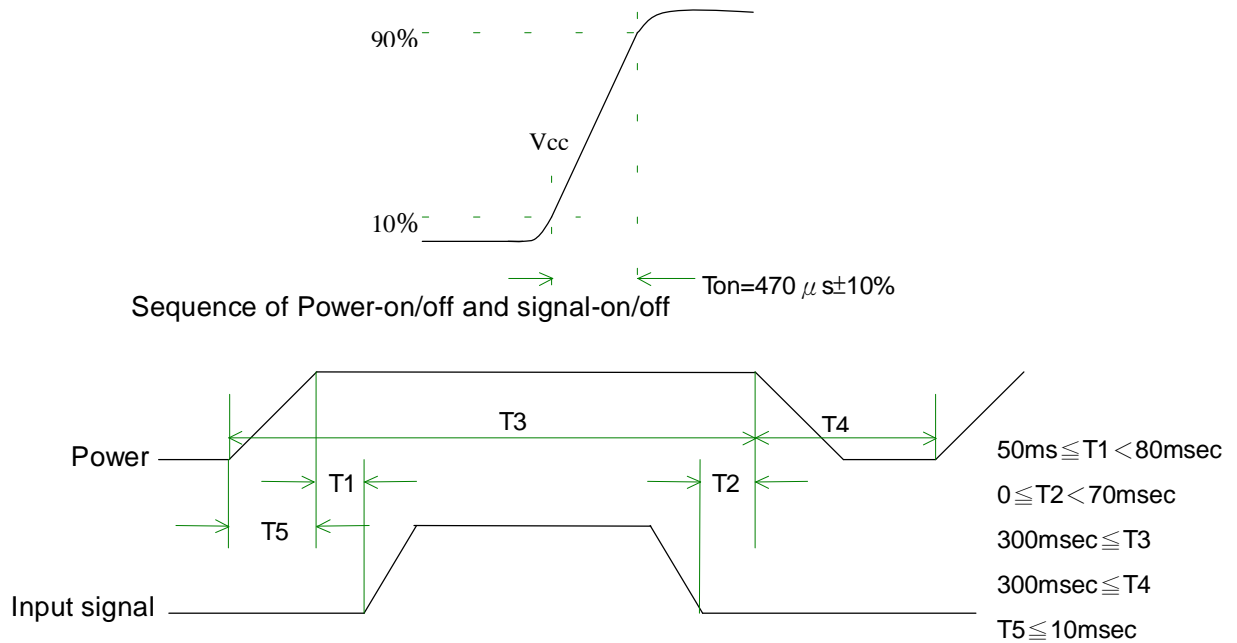 90%
Vcc
10%
Ton=470 μ s±10%
Sequence of Power-on/off and signal-on/off
T3
T4
Power
T1
T2
T5
Input signal
50ms≦T1<80msec
0≦T2<70msec
300msec≦T3
300msec≦T4
T5≦10msec